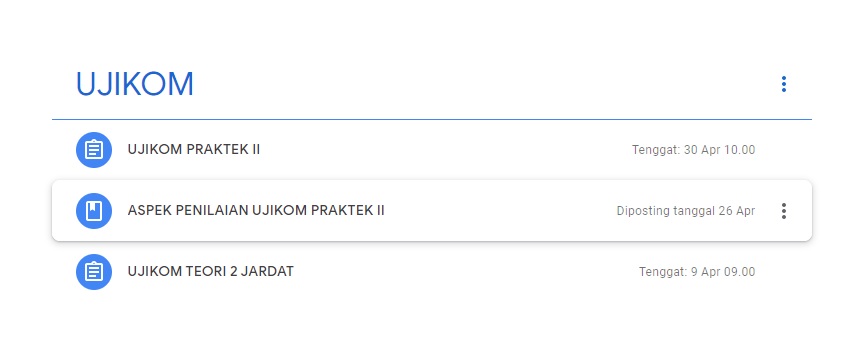 UJIKOM
UJIKOM PRAKTEK II
Tenggat: 30 Apr 10.00
ASPEK PENILAIAN UJIKOM PRAKTEK II
Diposting tanggal 26 Apr
UJIKOM TEORI 2 JARDAT
Tenggat: 9 Apr 09.00